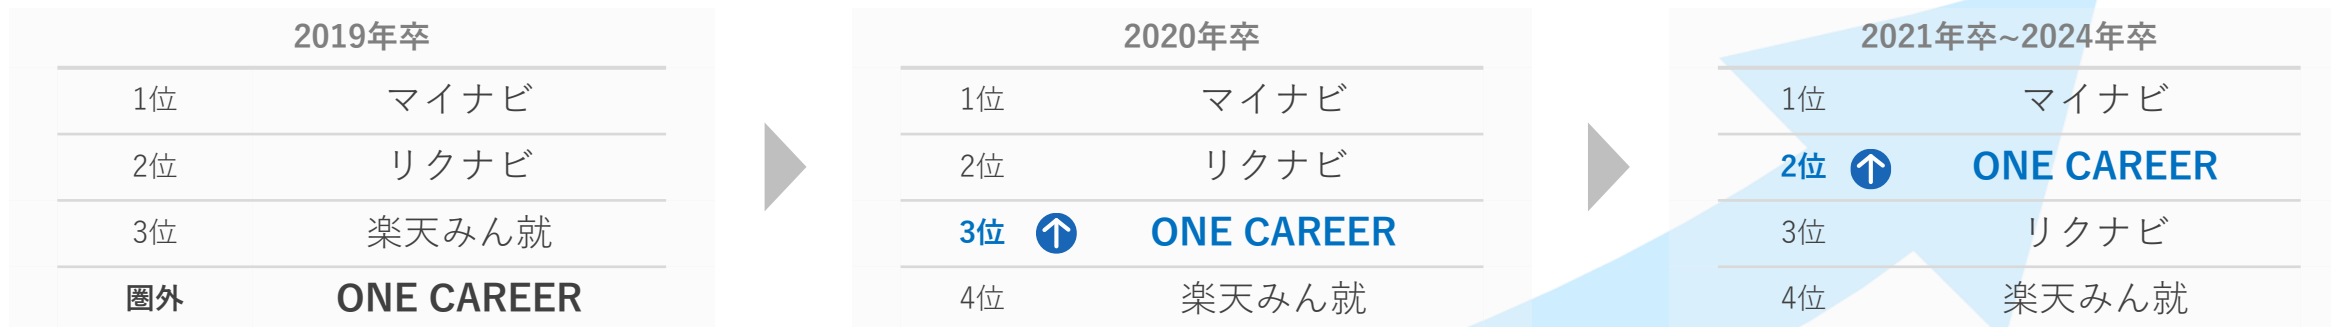 2019年卒
1位 マイナビ
2位 リクナビ
3位 楽天みん就
圏外 ONE CAREER
2020年卒
1位 マイナビ
2位 リクナビ
3位 ONE CAREER
4位 楽天みん就
2021年卒~2024年卒
1位 マイナビ
2位 ONE CAREER
3位 リクナビ
4位 楽天みん就